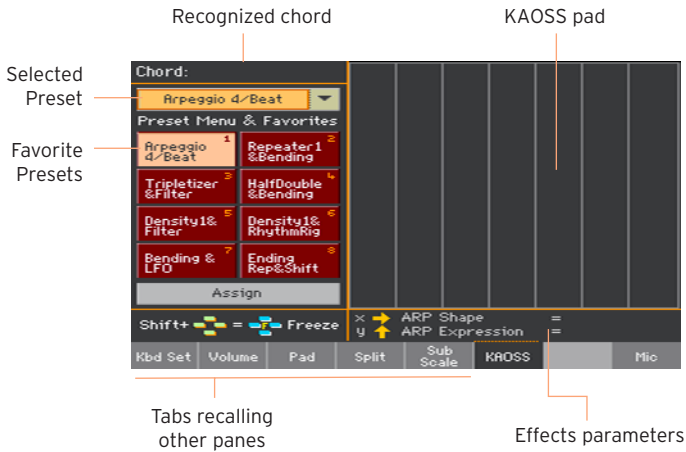 Recognized chord
KAOSS pad
Selected
Preset
Favorite
Presets
Chord:
Arpeggio 4/Beat
Preset Menu & Favorites
Arpeggio 1
4/Beat
Repeater1 2
&Bending
Tripletizer 3
&Filter
HalfDouble 4
&Bending
Density1& 5
Filter
Density1& 6
RhythmRig
Bending & 7
LFO
Ending 8
Rep&Shift
Assign
Shift+ = F Freeze
x ARP Shape =
y ARP Expression =
Kbd Set
Volume
Pad
Split
Sub
Scale
KAOSS
Mic
Tabs recalling
other panes
Effects parameters